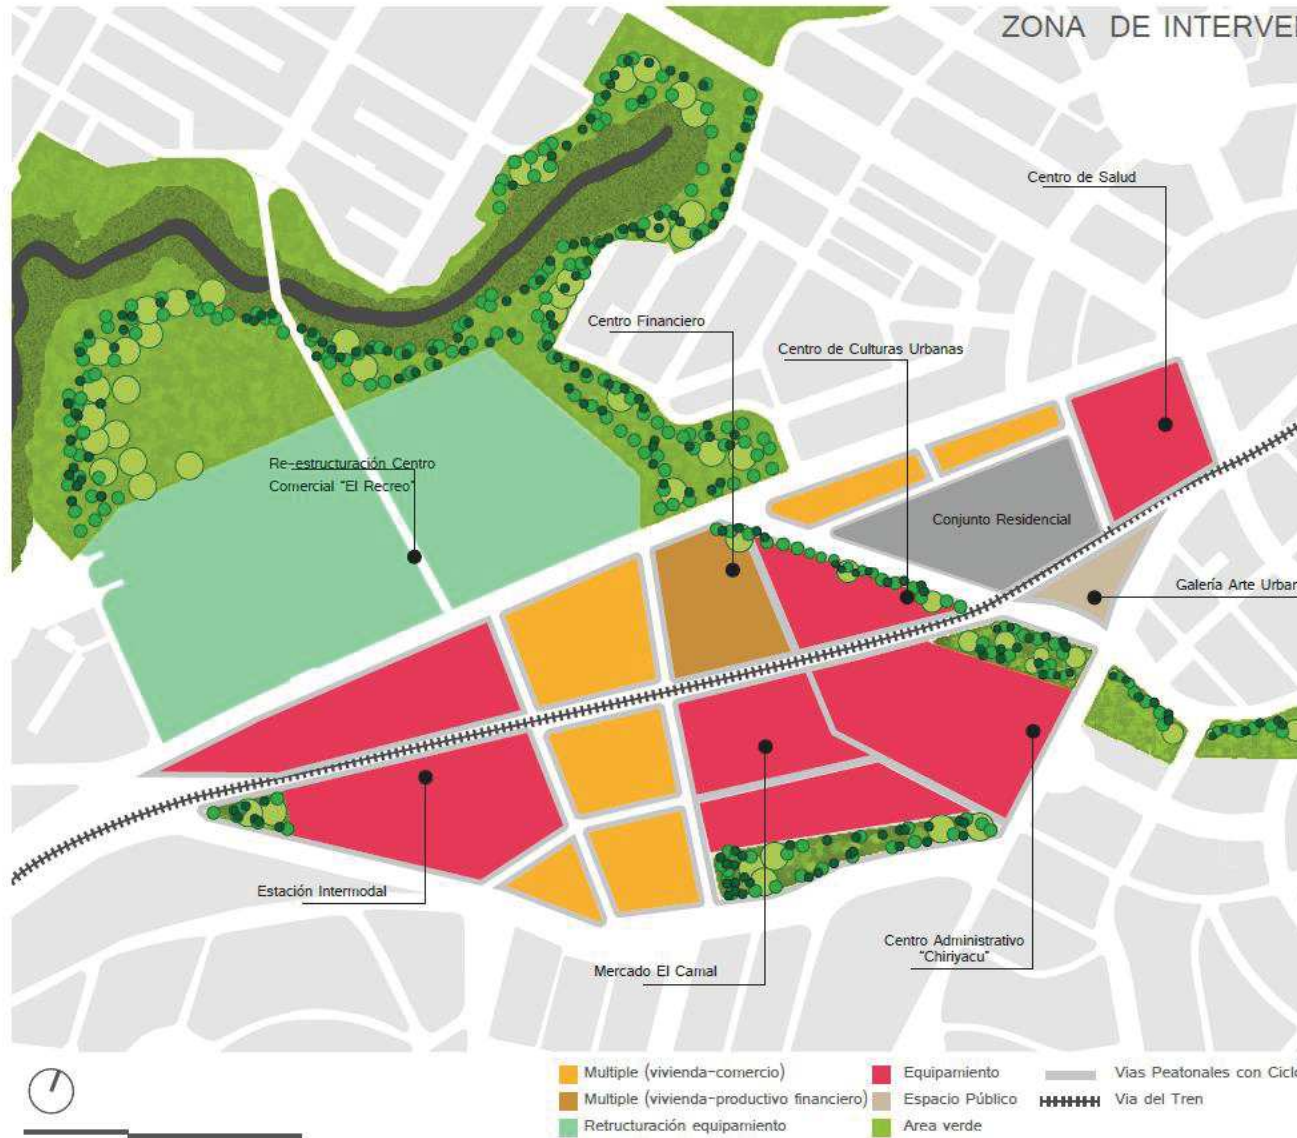 ZONA DE INTERVE
Centro de Salud
Centro Financiero
Centro de Culturas Urbanas
Re-estructuración Centro
Comercial "El Recreo"
Conjunto Residencial
Galería Arte Urban
Estación Intermodal
Centro Administrativo
"Chiriyacu"
Mercado El Camal
Multiple (vivienda-comercio)
Equipamiento
Vias Peatonales con Ciclo
Multiple (vivienda-productivo financiero)
Espacio Público
Via del Tren
Retructuración equipamiento
Area verde